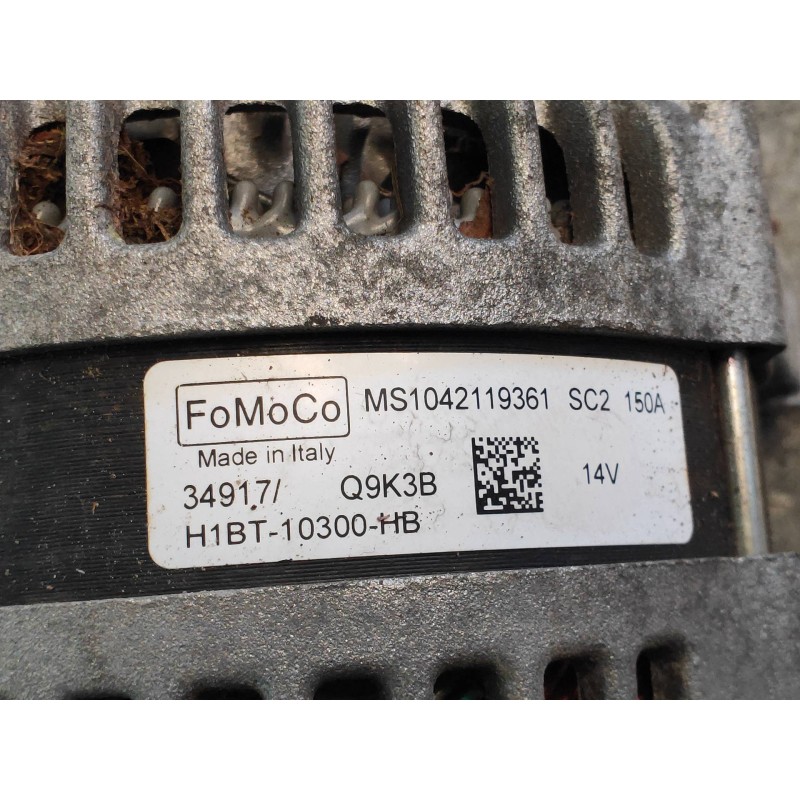 FoMoCo MS1042119361 SC2 150A
Made in Italy
34917/ Q9K3B 14V
H1BT-10300-HB